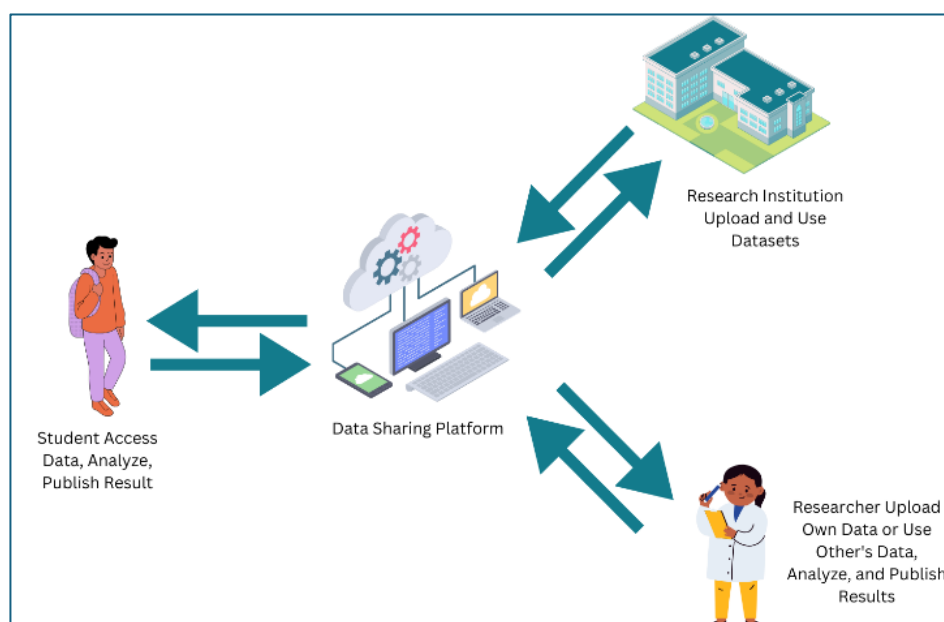 Research Institution
Upload and Use
Datasets
Student Access
Data, Analyze,
Publish Result
Data Sharing Platform
Researcher Upload
Own Data or Use
Other's Data,
Analyze, and Publish
Results